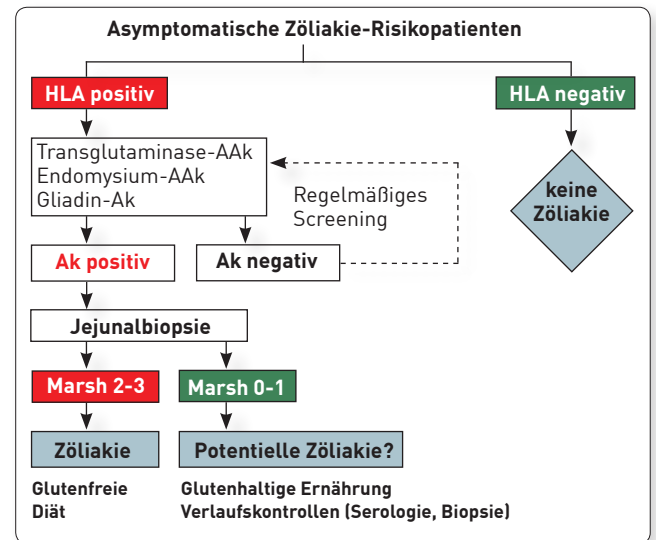 Asymptomatische Zöliakie-Risikopatienten
HLA positiv
HLA negativ
Transglutaminase-AAk
Endomysium-AAk
Gliadin-Ak
Regelmäßiges
Screening
keine
Zöliakie
Ak positiv
Ak negativ
Jejunalbiopsie
Marsh 2-3
Marsh 0-1
Zöliakie
Potentielle Zöliakie?
Glutenfreie
Diät
Glutenhaltige Ernährung
Verlaufskontrollen (Serologie, Biopsie)